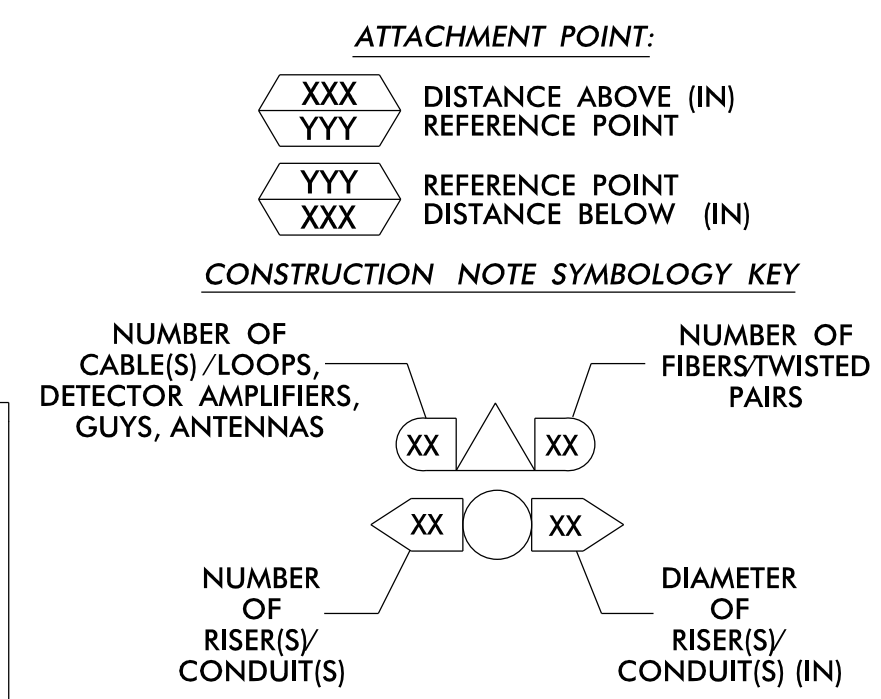 ATTACHMENT POINT:
XXX
YYY
DISTANCE ABOVE (IN)
REFERENCE POINT
YYY
XXX
REFERENCE POINT
DISTANCE BELOW (IN)
CONSTRUCTION NOTE SYMBOLOGY KEY
NUMBER OF
CABLE(S)/LOOPS,
DETECTOR AMPLIFIERS,
GUYS, ANTENNAS
NUMBER OF
FIBERS/TWISTED
PAIRS
XX
XX
XX
XX
NUMBER
OF
RISER(S)/
CONDUIT(S)
DIAMETER
OF
RISER(S)/
CONDUIT(S) (IN)